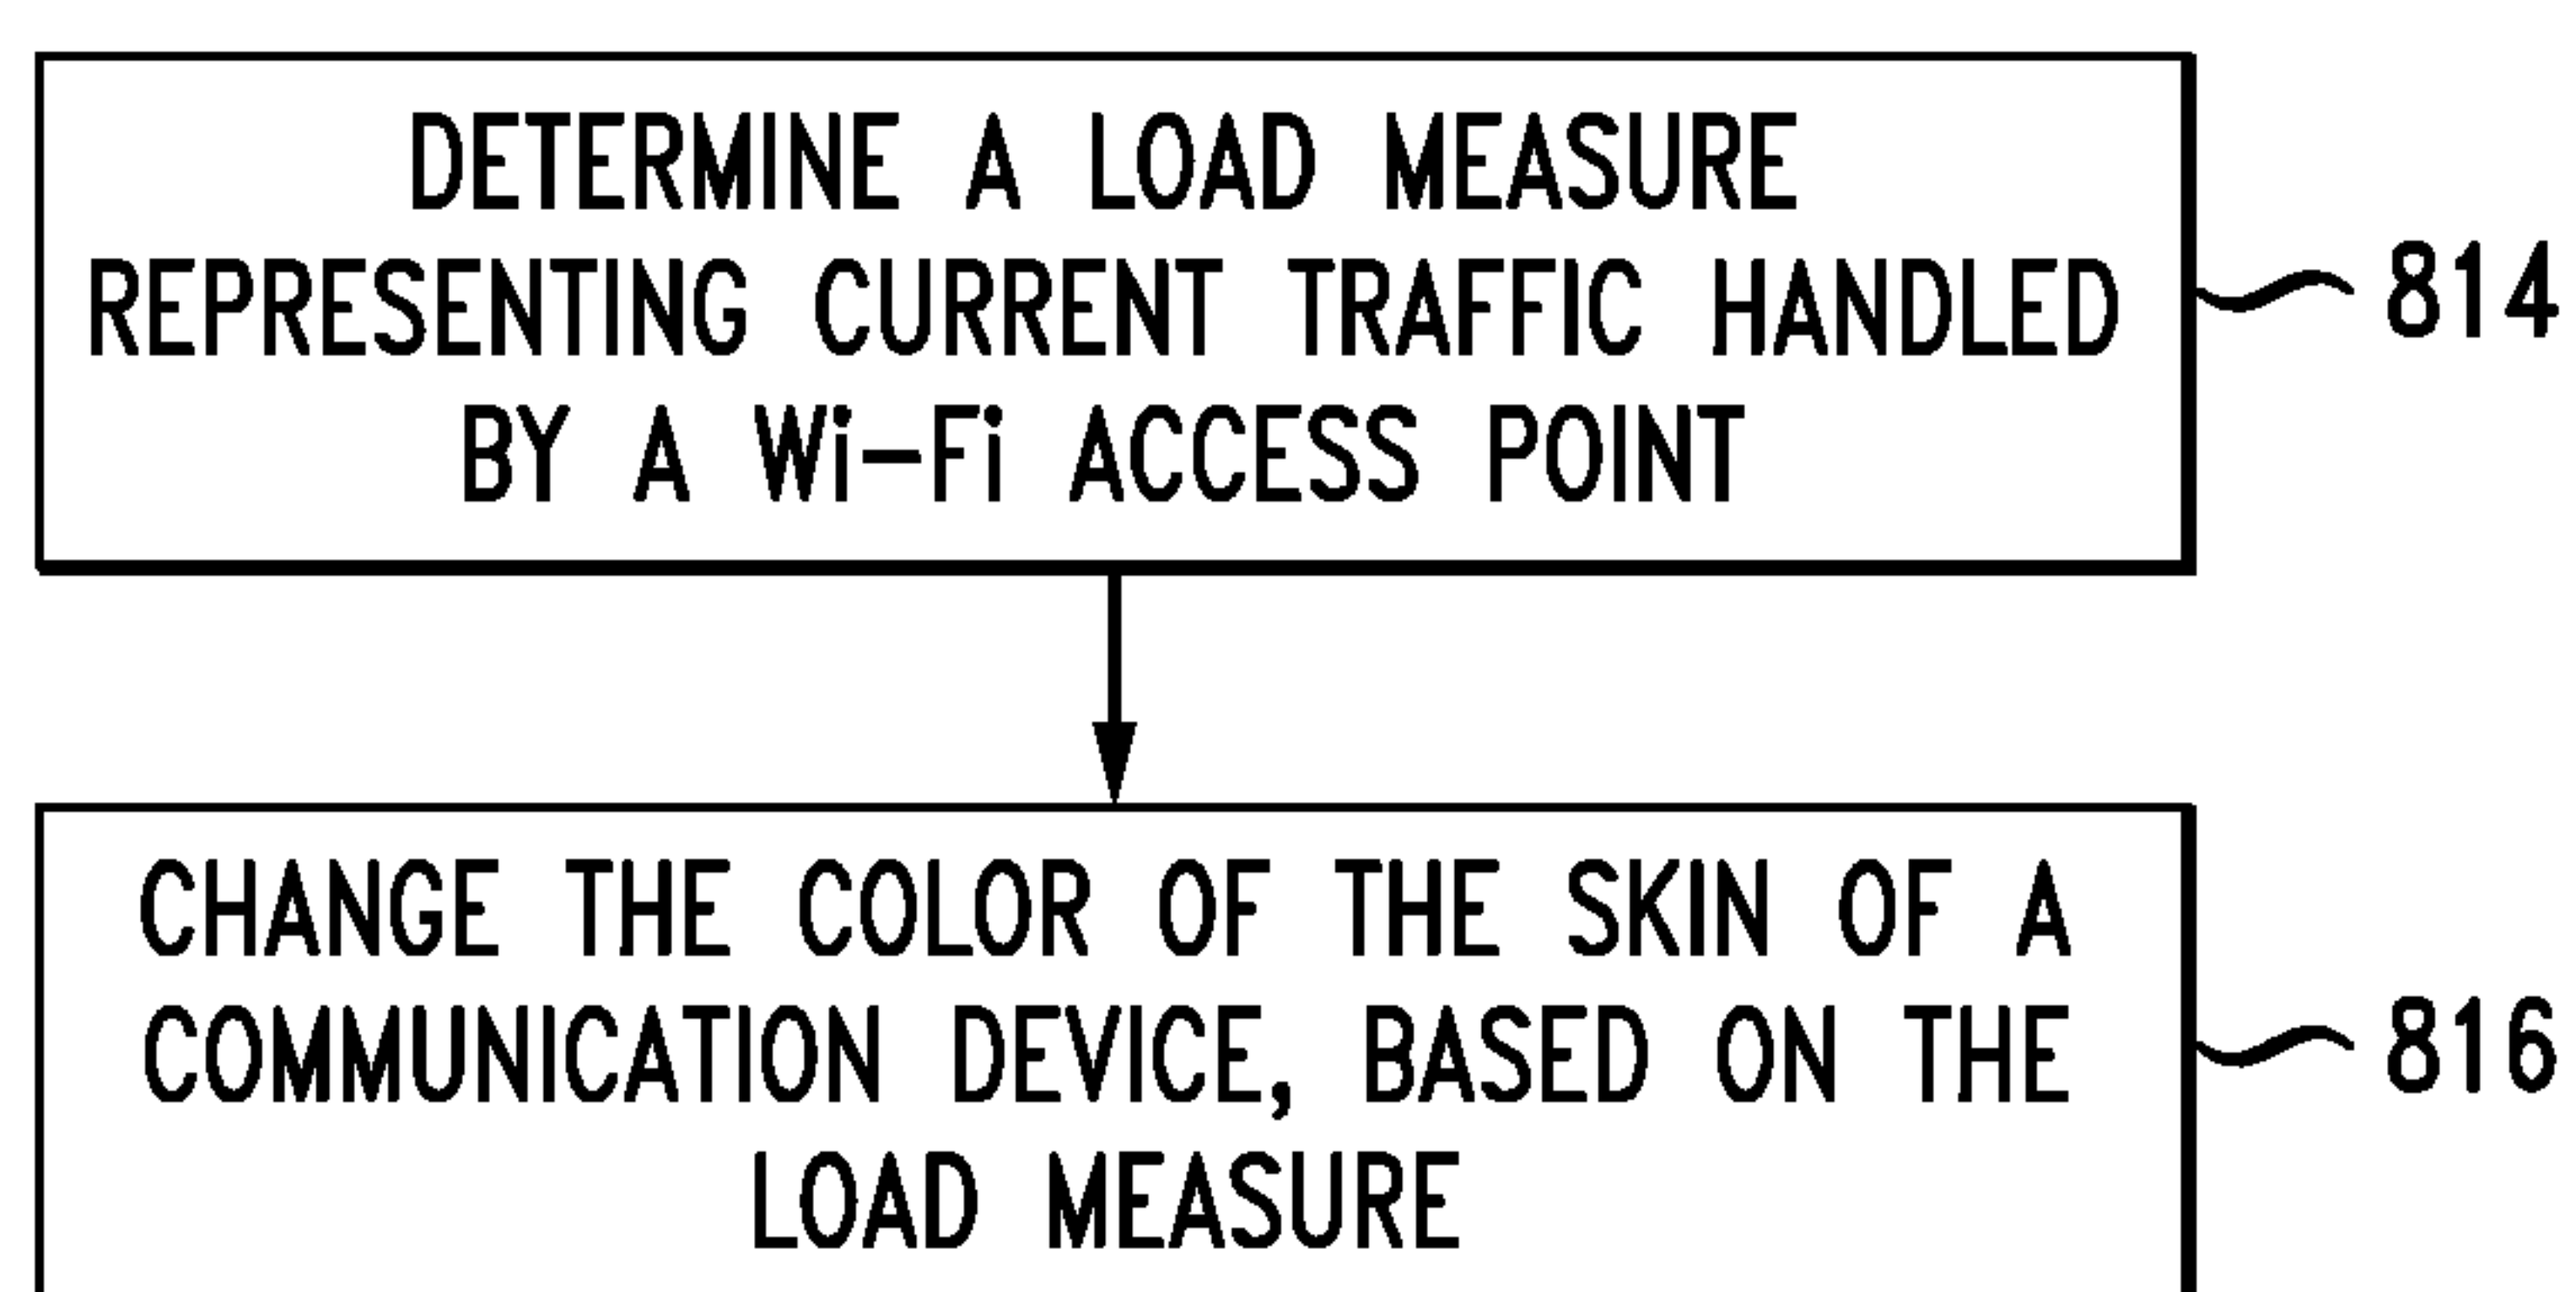 DETERMINE A LOAD MEASURE
REPRESENTING CURRENT TRAFFIC HANDLED
BY A Wi-Fi ACCESS POINT
814
CHANGE THE COLOR OF THE SKIN OF A
COMMUNICATION DEVICE, BASED ON THE
LOAD MEASURE
816